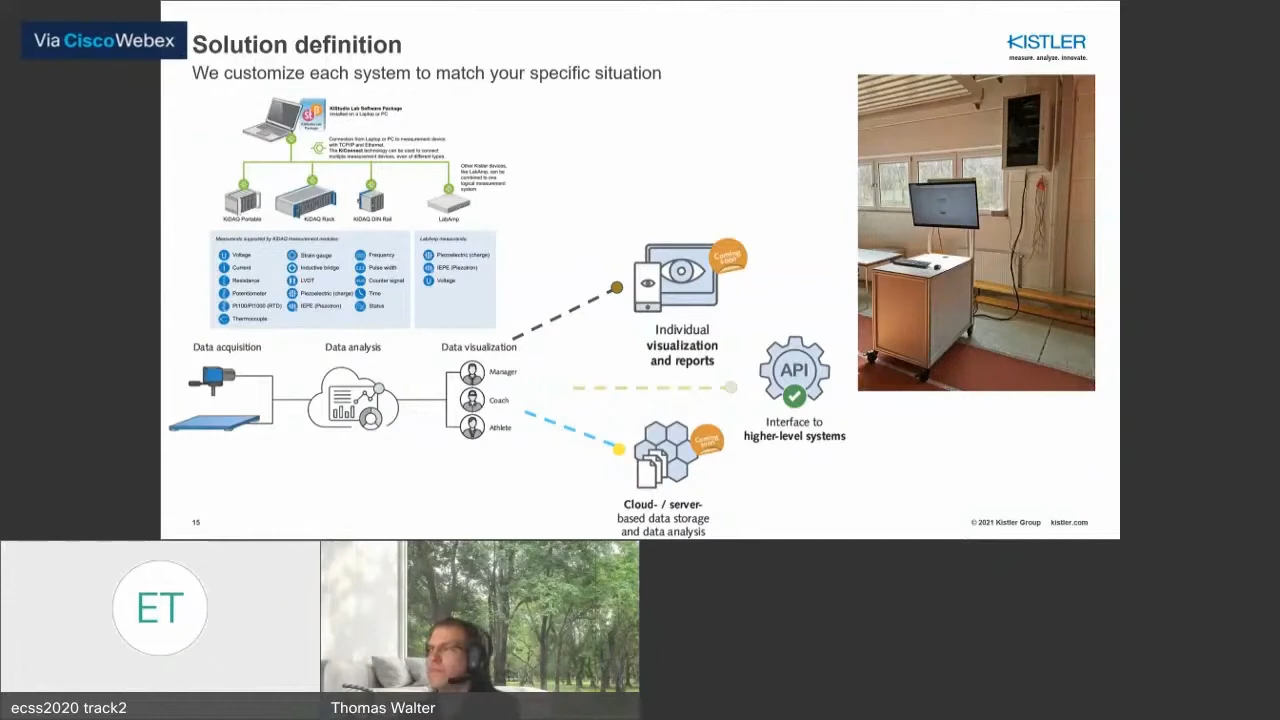 Via CiscoWebex
Solution definition
We customize each system to match your specific situation
KISTLER
measure. analyze. innovate.
KiStudio Lab Software Package
installed on a Laptop or PC
Connection from Laptop or PC to measurement device
with TCP/IP and Ethernet.
The KiConnect technology can be used to connect
multiple measurement devices, even of different types.
Other Kistler devices,
like LabAmp, can be
combined to one
logical measurement
system
KiDAQ Portable
KiDAQ Rack
KiDAQ DIN Rail
LabAmp
Measurands supported by KiDAQ measurement modules:
Voltage
Current
Resistance
Potentiometer
Pt100/Pt1000 (RTD)
Thermocouple
Strain gauge
Inductive bridge
LVDT
Piezoelectric (charge)
IEPE (Piezotron)
Frequency
Pulse width
Counter signal
Time
Status
LabAmp measurands:
Piezoelectric (charge)
IEPE (Piezotron)
Voltage
Data acquisition
Data analysis
Data visualization
Manager
Coach
Athlete
Coming
soon
Individual
visualization
and reports
API
Interface to
higher-level systems
Coming
soon
Cloud- / server-
based data storage
and data analysis
15
© 2021 Kistler Group kistler.com
ET
ecss2020 track2
Thomas Walter